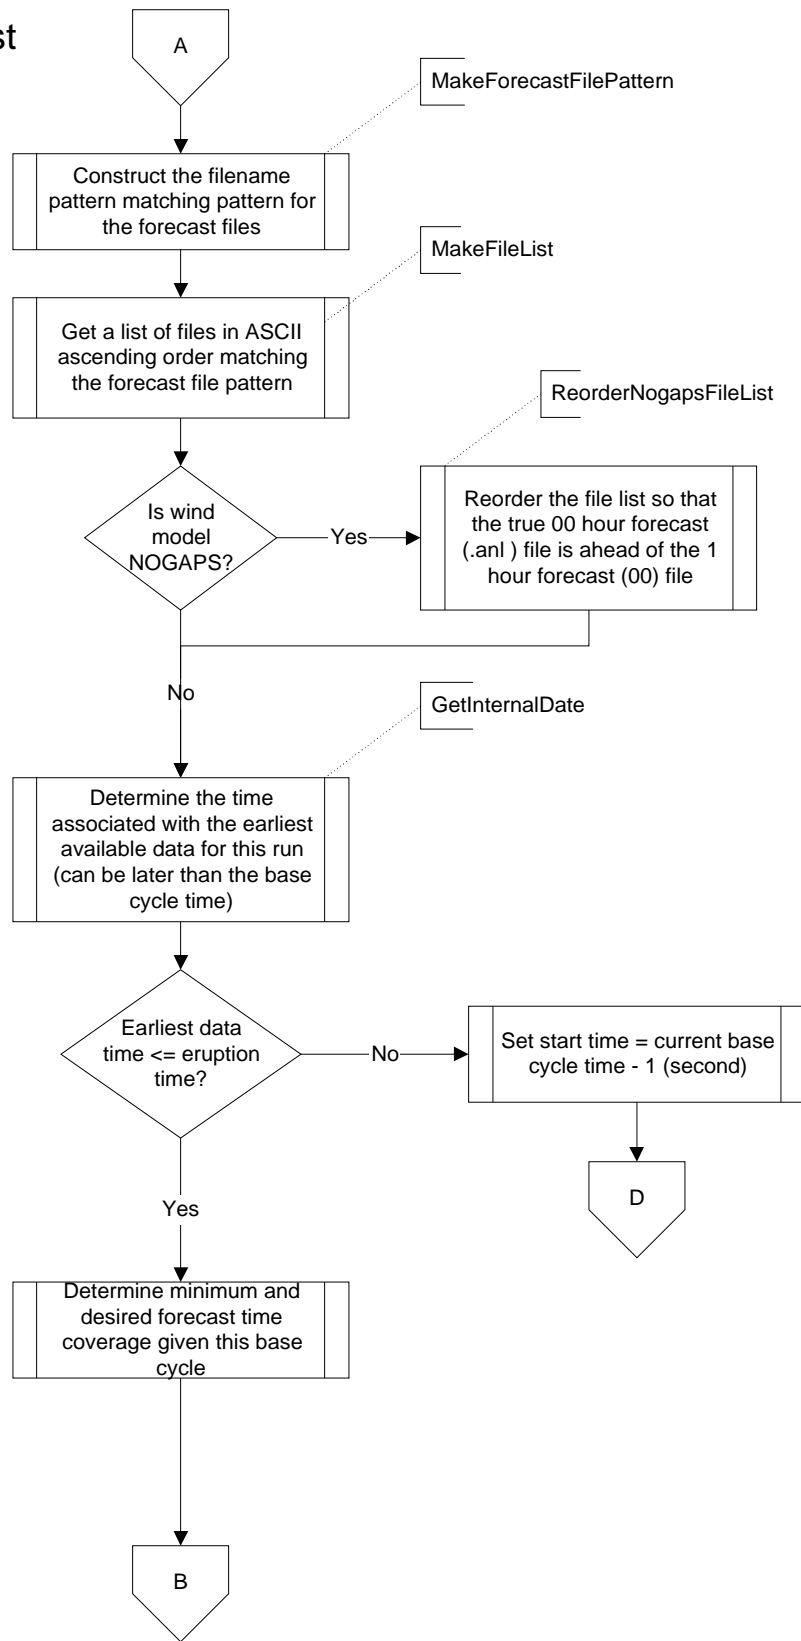 st
A
MakeForecastFilePattern
Construct the filename
pattern matching pattern for
the forecast files
MakeFileList
Get a list of files in ASCII
ascending order matching
the forecast file pattern
ReorderNogapsFileList
Is wind
model
NOGAPS?
Yes
Reorder the file list so that
the true 00 hour forecast
(.anl ) file is ahead of the 1
hour forecast (00) file
No
GetInternalDate
Determine the time
associated with the earliest
available data for this run
(can be later than the base
cycle time)
Earliest data
time <= eruption
time?
No
Set start time = current base
cycle time - 1 (second)
D
Yes
Determine minimum and
desired forecast time
coverage given this base
cycle
B